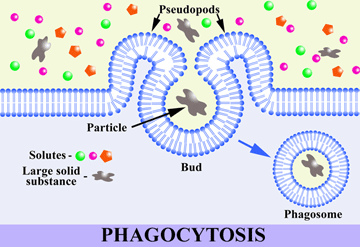 Pseudopods
Particle
Bud
Solutes -
Large solid
substance -
Phagosome
PHAGOCYTOSIS